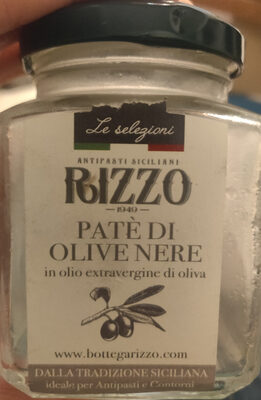 Le selezioni
ANTIPASTI SICILIANI
RIZZO
1949
PATÈ DI
OLIVE NERE
in olio extravergine di oliva
www.bottegarizzo.com
DALLA TRADIZIONE SICILIANA
ideale per Antipasti e Contorni